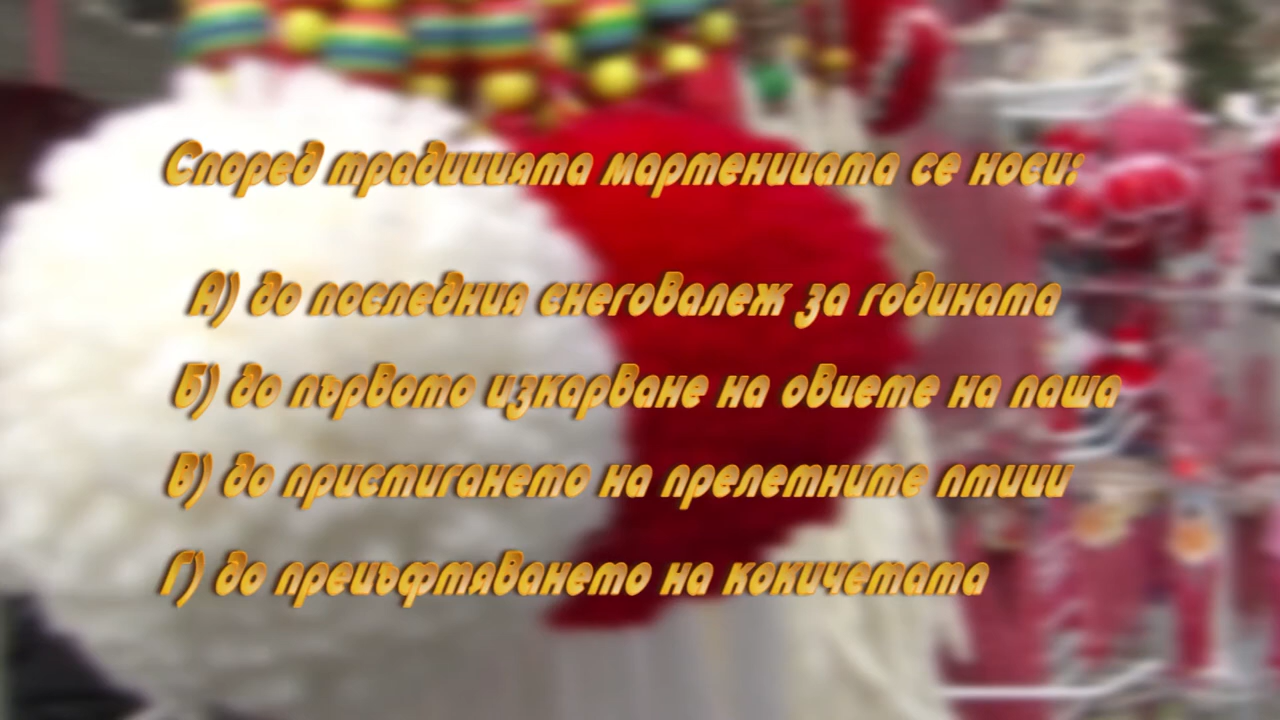 Според традицията мартеницата се носи:
А) до последния снеговалеж за годината
Б) до първото изкарване на овцете на паша
В) до пристигането на прелетните птици
Г) до прецъфтяването на кокичетата